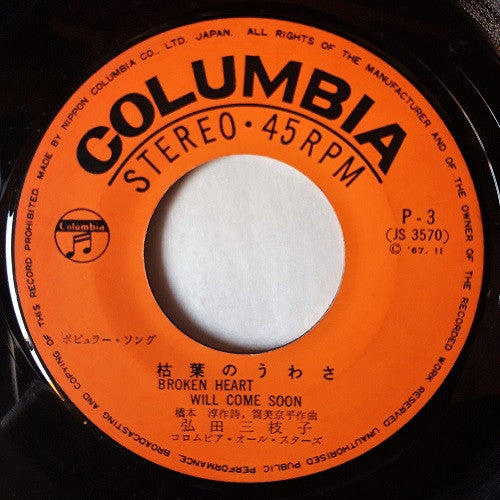 MADE BY NIPPON COLUMBIA CO., LTD. JAPAN. ALL RIGHTS OF THE MANUFACTURER AND OF THE OWNER OF THE RECORDED WORK RESERVED UNAUTHORISED PUBLIC PERFORMANCE, BROADCASTING AND COPYING OF THIS RECORD PROHIBITED.
COLUMBIA
STEREO・45RPM
P-3
(JS 3570)
© '67. 11
Columbia
ポピュラー・ソング
枯葉のうわさ
BROKEN HEART
WILL COME SOON
橋本 淳作詩, 筒美京平作曲
弘田三枝子
コロムビア・オール・スターズ